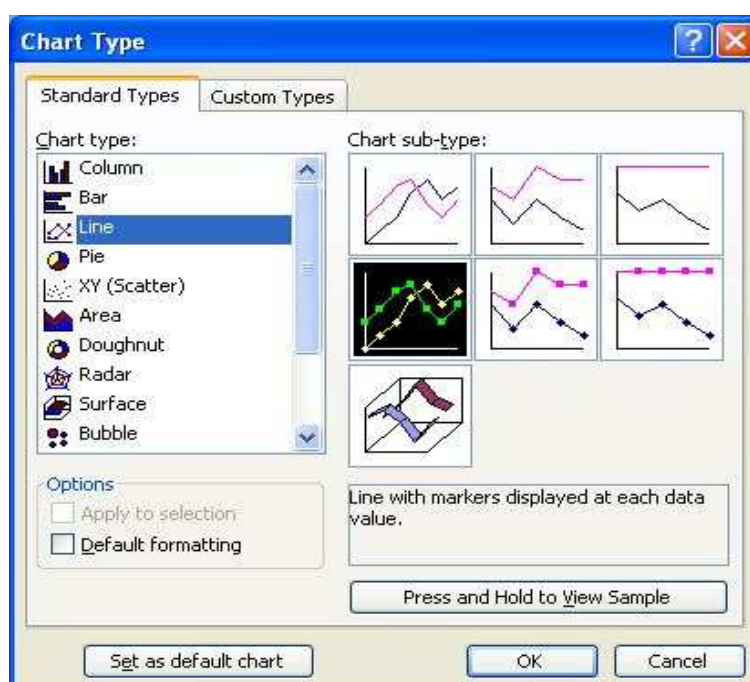 Chart Type
Standard Types
Custom Types
Chart type:
Column
Bar
Line
Pie
XY (Scatter)
Area
Doughnut
Radar
Surface
Bubble
Chart sub-type:
Options
Apply to selection
Default formatting
Line with markers displayed at each data
value.
Press and Hold to View Sample
Set as default chart
OK
Cancel